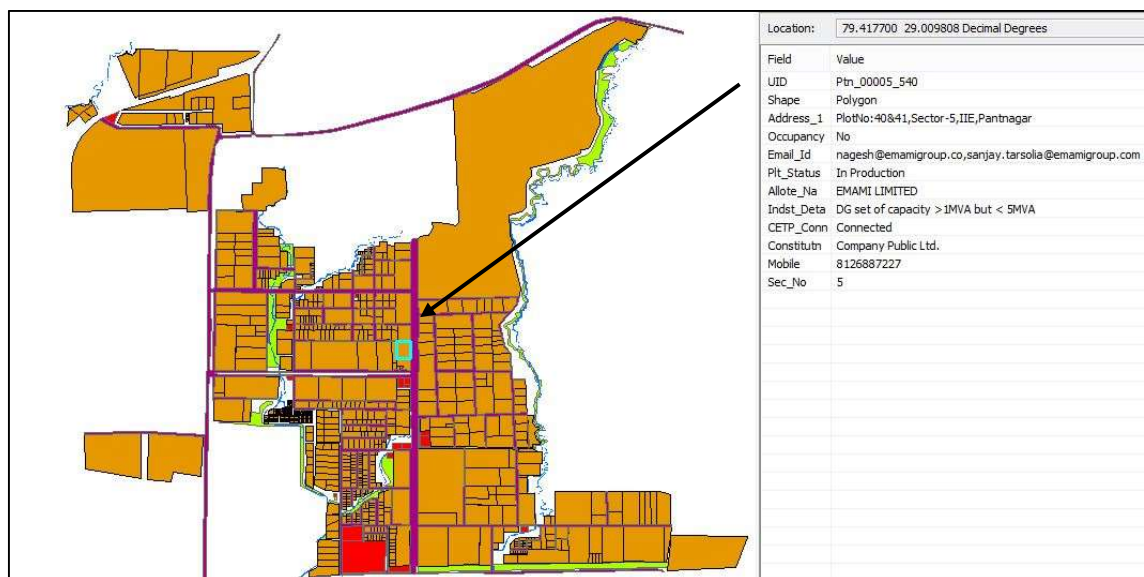 Location: 79.417700 29.009808 Decimal Degrees
Field Value
UID Ptn_00005_540
Shape Polygon
Address_1 PlotNo:40&41,Sector-5,IIE,Pantnagar
Occupancy No
Email_Id nagesh@emamigroup.co,sanjay.tarsolia@emamigroup.com
Plt_Status In Production
Allote_Na EMAMI LIMITED
Indst_Deta DG set of capacity >1MVA but < 5MVA
CETP_Conn Connected
Constitutn Company Public Ltd.
Mobile 8126887227
Sec_No 5